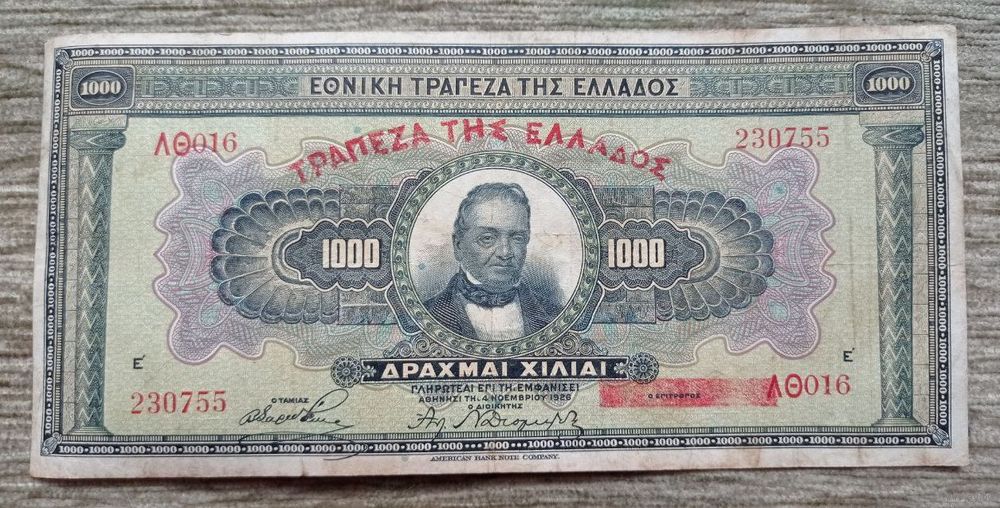 1000 ΕΘΝΙΚΗ ΤΡΑΠΕΖΑ ΤΗΣ ΕΛΛΑΔΟΣ 1000
ΤΡΑΠΕΖΑ ΤΗΣ ΕΛΛΑΔΟΣ
ΛΘ016 230755
1000 1000
Ε΄ Ε΄
ΔΡΑΧΜΑΙ ΧΙΛΙΑΙ
ΠΛΗΡΩΤΕΑΙ ΕΠΙ ΤΗ. ΕΜΦΑΝΙΣΕΙ
ΑΘΗΝΗΣΙ ΤΗ. 4 ΝΟΕΜΒΡΙΟΥ 1926
230755 ΛΘ016
Ο ΤΑΜΙΑΣ Ο ΔΙΟΙΚΗΤΗΣ Ο ΕΠΙΤΡΟΠΟΣ
AMERICAN BANK NOTE COMPANY.